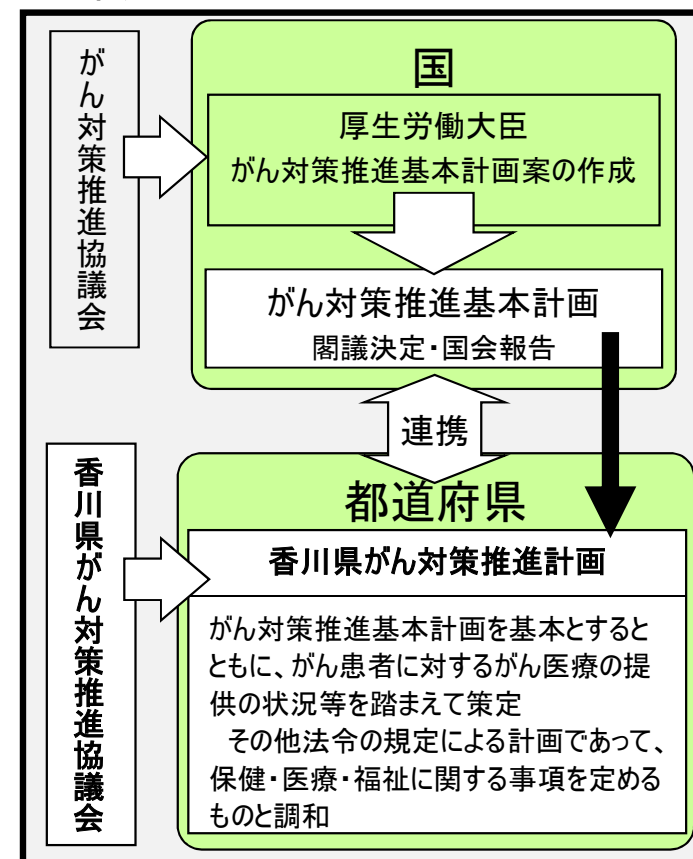 がん対策推進協議会
国
厚生労働大臣
がん対策推進基本計画案の作成
がん対策推進基本計画
閣議決定・国会報告
連携
香川県がん対策推進協議会
都道府県
香川県がん対策推進計画
がん対策推進基本計画を基本とすると
ともに、がん患者に対するがん医療の提
供の状況等を踏まえて策定
その他法令の規定による計画であって、
保健・医療・福祉に関する事項を定める
ものと調和